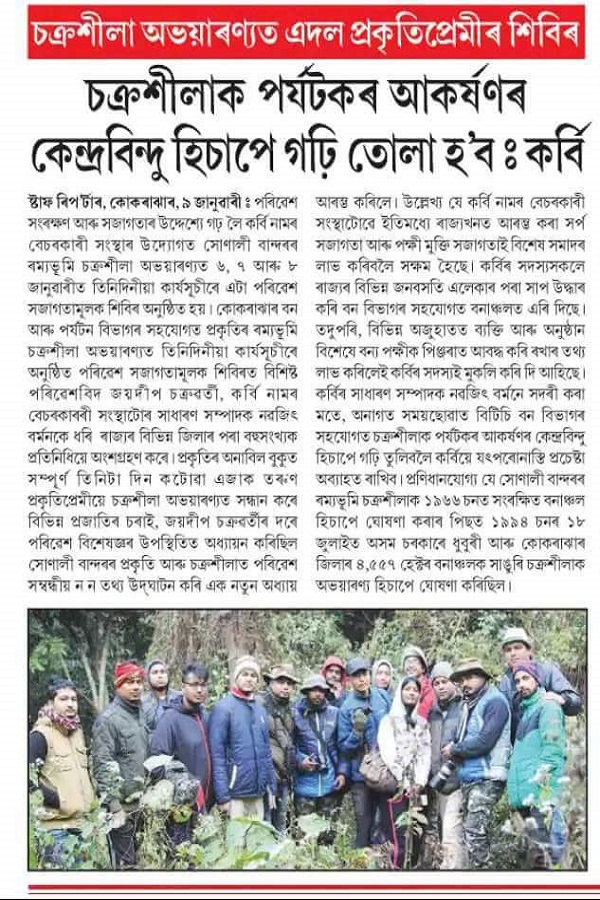 চক্ৰশীলা অভয়াৰণ্যত এদল প্ৰকৃতিপ্ৰেমীৰ শিবিৰ
চক্ৰশীলাক পৰ্যটকৰ আকৰ্ষণৰ
কেন্দ্ৰবিন্দু হিচাপে গঢ়ি তোলা হ'ব ঃ কৰ্বি
ষ্টাফ ৰিপৰ্টাৰ, কোকৰাঝাৰ, ৯ জানুৱাৰী ঃ পৰিৱেশ
সংৰক্ষণ আৰু সজাগতাৰ উদ্দেশ্যে গঢ় লৈ কৰ্বি নামৰ
বেচৰকাৰী সংস্থাৰ উদ্যোগত সোণালী বান্দৰৰ
ৰম্যভূমি চক্ৰশীলা অভয়াৰণ্যত ৬, ৭ আৰু ৮
জানুৱাৰীত তিনিদিনীয়া কাৰ্যসূচীৰে এটা পৰিৱেশ
সজাগতামূলক শিবিৰ অনুষ্ঠিত হয়। কোকৰাঝাৰ বন
আৰু পৰ্যটন বিভাগৰ সহযোগত প্ৰকৃতিৰ ৰম্যভূমি
চক্ৰশীলা অভয়াৰণ্যত তিনিদিনীয়া কাৰ্যসূচীৰে
অনুষ্ঠিত পৰিৱেশ সজাগতামূলক শিবিৰত বিশিষ্ট
পৰিৱেশবিদ জয়দীপ চক্ৰৱৰ্তী, কৰ্বি নামৰ
বেচৰকাৰৰী সংস্থাটোৰ সাধাৰণ সম্পাদক নৱজিৎ
বৰ্মনকে ধৰি ৰাজ্যৰ বিভিন্ন জিলাৰ পৰা বহুসংখ্যক
প্ৰতিনিধিয়ে অংশগ্ৰহণ কৰে। প্ৰকৃতিৰ অনাবিল বুকুত
সম্পূৰ্ণ তিনিটা দিন কটোৱা এজাক তৰুণ
প্ৰকৃতিপ্ৰেমীয়ে চক্ৰশীলা অভয়াৰণ্যত সন্ধান কৰে
বিভিন্ন প্ৰজাতিৰ চৰাই, জয়দীপ চক্ৰৱৰ্তীৰ দৰে
পৰিৱেশ বিশেষজ্ঞৰ উপস্থিতিত অধ্যয়ন কৰিছিল
সোণালী বান্দৰৰ প্ৰকৃতি আৰু চক্ৰশীলাত পৰিৱেশ
সম্বন্ধীয় ন ন তথ্য উদ্‌ঘাটন কৰি এক নতুন অধ্যায়
আৰম্ভ কৰিলে। উল্লেখ্য যে কৰ্বি নামৰ বেচৰকাৰী
সংস্থাটোৱে ইতিমধ্যে ৰাজ্যখনত আৰম্ভ কৰা সৰ্প
সজাগতা আৰু পক্ষী মুক্তি সজাগতাই বিশেষ সমাদৰ
লাভ কৰিবলৈ সক্ষম হৈছে। কৰ্বিৰ সদস্যসকলে
ৰাজ্যৰ বিভিন্ন জনবসতি এলেকাৰ পৰা সাপ উদ্ধাৰ
কৰি বন বিভাগৰ সহযোগত বনাঞ্চলত এৰি দিছে।
তদুপৰি, বিভিন্ন অজুহাতত ব্যক্তি আৰু অনুষ্ঠান
বিশেষে বন্য পক্ষীক পিঞ্জৰাত আবদ্ধ কৰি ৰখাৰ তথ্য
লাভ কৰিলেই কৰ্বিৰ সদস্যই মুকলি কৰি দি আহিছে।
কৰ্বিৰ সাধাৰণ সম্পাদক নৱজিৎ বৰ্মনে সদৰী কৰা
মতে, অনাগত সময়ছোৱাত বিটিচি বন বিভাগৰ
সহযোগত চক্ৰশীলাক পৰ্যটকৰ আকৰ্ষণৰ কেন্দ্ৰবিন্দু
হিচাপে গঢ়ি তুলিবলৈ কৰ্বিয়ে যৎপৰোনাস্তি প্ৰচেষ্টা
অব্যাহত ৰাখিব। প্ৰণিধানযোগ্য যে সোণালী বান্দৰৰ
ৰম্যভূমি চক্ৰশীলাক ১৯৬৬ চনত সংৰক্ষিত বনাঞ্চল
হিচাপে ঘোষণা কৰাৰ পিছত ১৯৯৪ চনৰ ১৮
জুলাইত অসম চৰকাৰে ধুবুৰী আৰু কোকৰাঝাৰ
জিলাৰ ৪,৫৫৭ হেক্টৰ বনাঞ্চলক সাঙুৰি চক্ৰশীলাক
অভয়াৰণ্য হিচাপে ঘোষণা কৰিছিল।